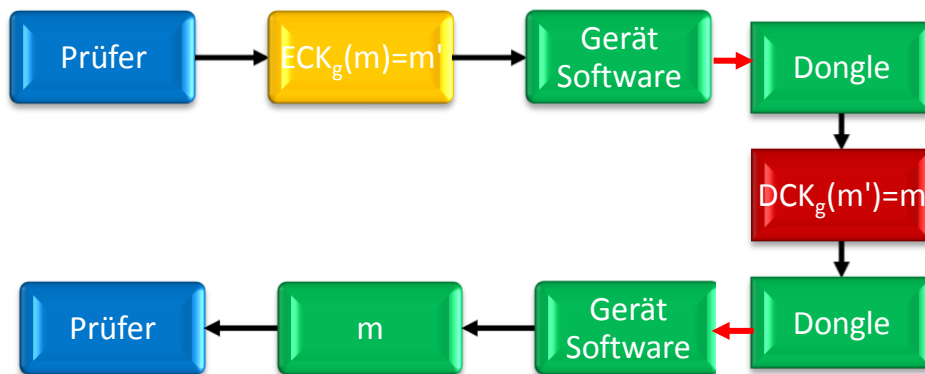 Prüfer
ECKg(m)=m'
Gerät
Software
Dongle
DCKg(m')=m
Prüfer
m
Gerät
Software
Dongle